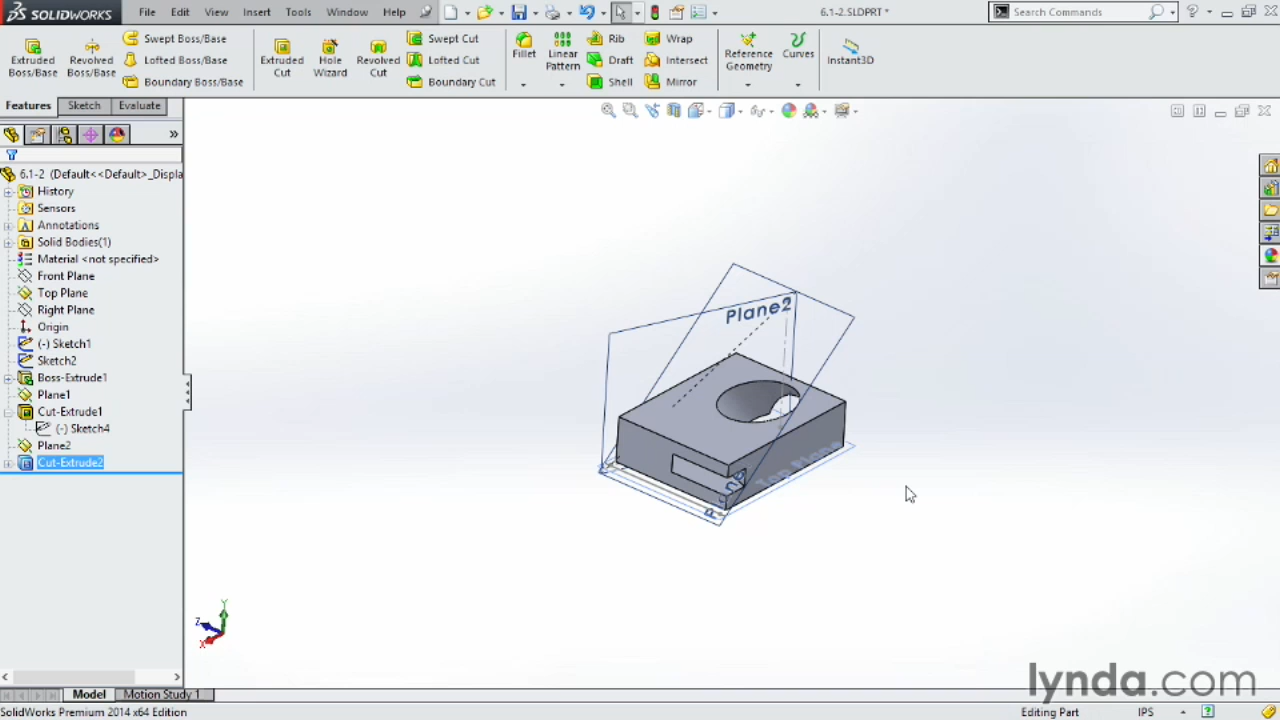 SOLIDWORKS File Edit View Insert Tools Window Help 6.1-2.SLDPRT * Search Commands
Extruded Boss/Base
Revolved Boss/Base
Swept Boss/Base
Lofted Boss/Base
Boundary Boss/Base
Extruded Cut
Hole Wizard
Revolved Cut
Swept Cut
Lofted Cut
Boundary Cut
Fillet
Linear Pattern
Rib
Draft
Shell
Wrap
Intersect
Mirror
Reference Geometry
Curves
Instant3D
Features Sketch Evaluate
6.1-2 (Default<<Default>_Displa
History
Sensors
Annotations
Solid Bodies(1)
Material <not specified>
Front Plane
Top Plane
Right Plane
Origin
(-) Sketch1
Sketch2
Boss-Extrude1
Plane1
Cut-Extrude1
(-) Sketch4
Plane2
Cut-Extrude2
Plane2
Top Plane
Y
Z
X
lynda.com
Model Motion Study 1
SolidWorks Premium 2014 x64 Edition Editing Part IPS